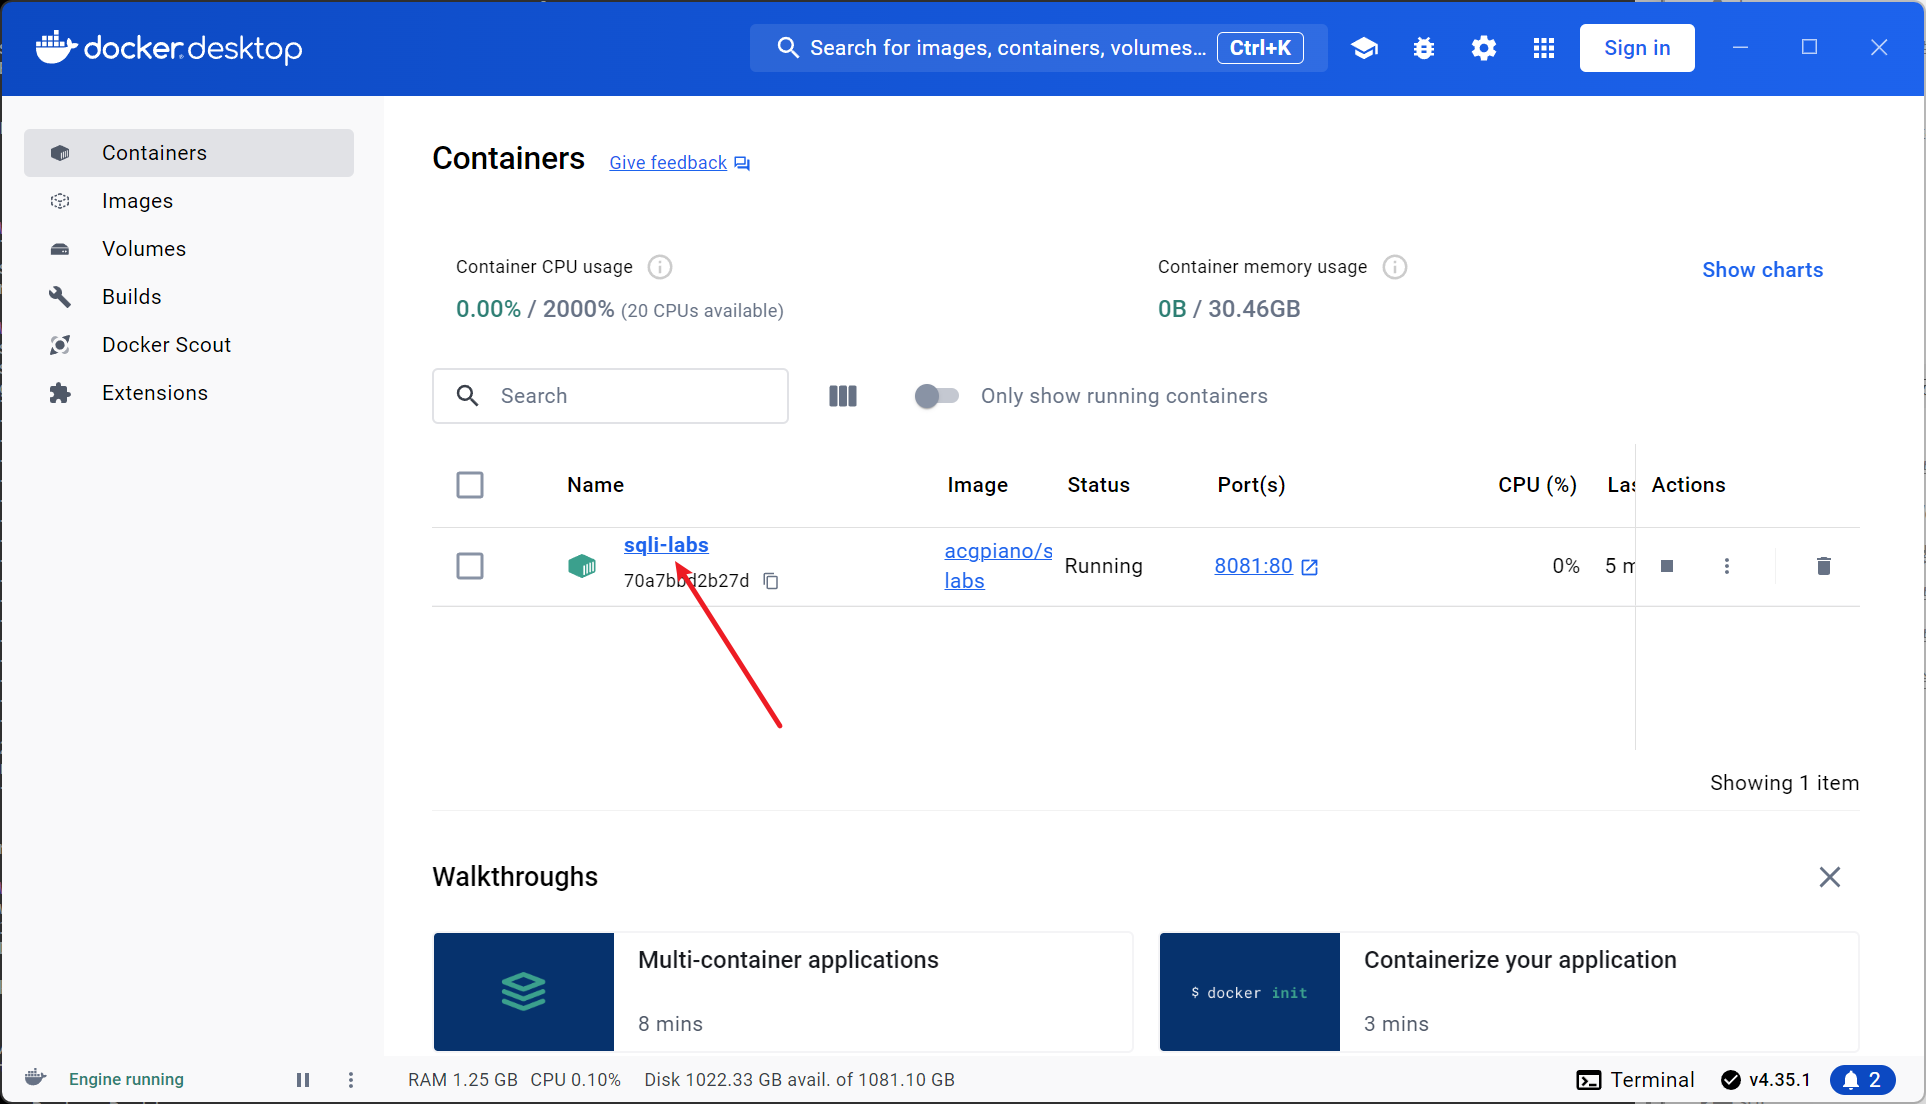 docker.desktop
Search for images, containers, volumes... Ctrl+K
Sign in
Containers
Images
Volumes
Builds
Docker Scout
Extensions
Containers Give feedback
Container CPU usage
0.00% / 2000% (20 CPUs available)
Container memory usage
0B / 30.46GB
Show charts
Search
Only show running containers
Name Image Status Port(s) CPU (%) Las Actions
sqli-labs
acgpiano/s
labs
Running 8081:80 0% 5 m
Showing 1 item
Walkthroughs
Multi-container applications
8 mins
$ docker init
Containerize your application
3 mins
Engine running
RAM 1.25 GB CPU 0.10% Disk 1022.33 GB avail. of 1081.10 GB
Terminal
v4.35.1
2